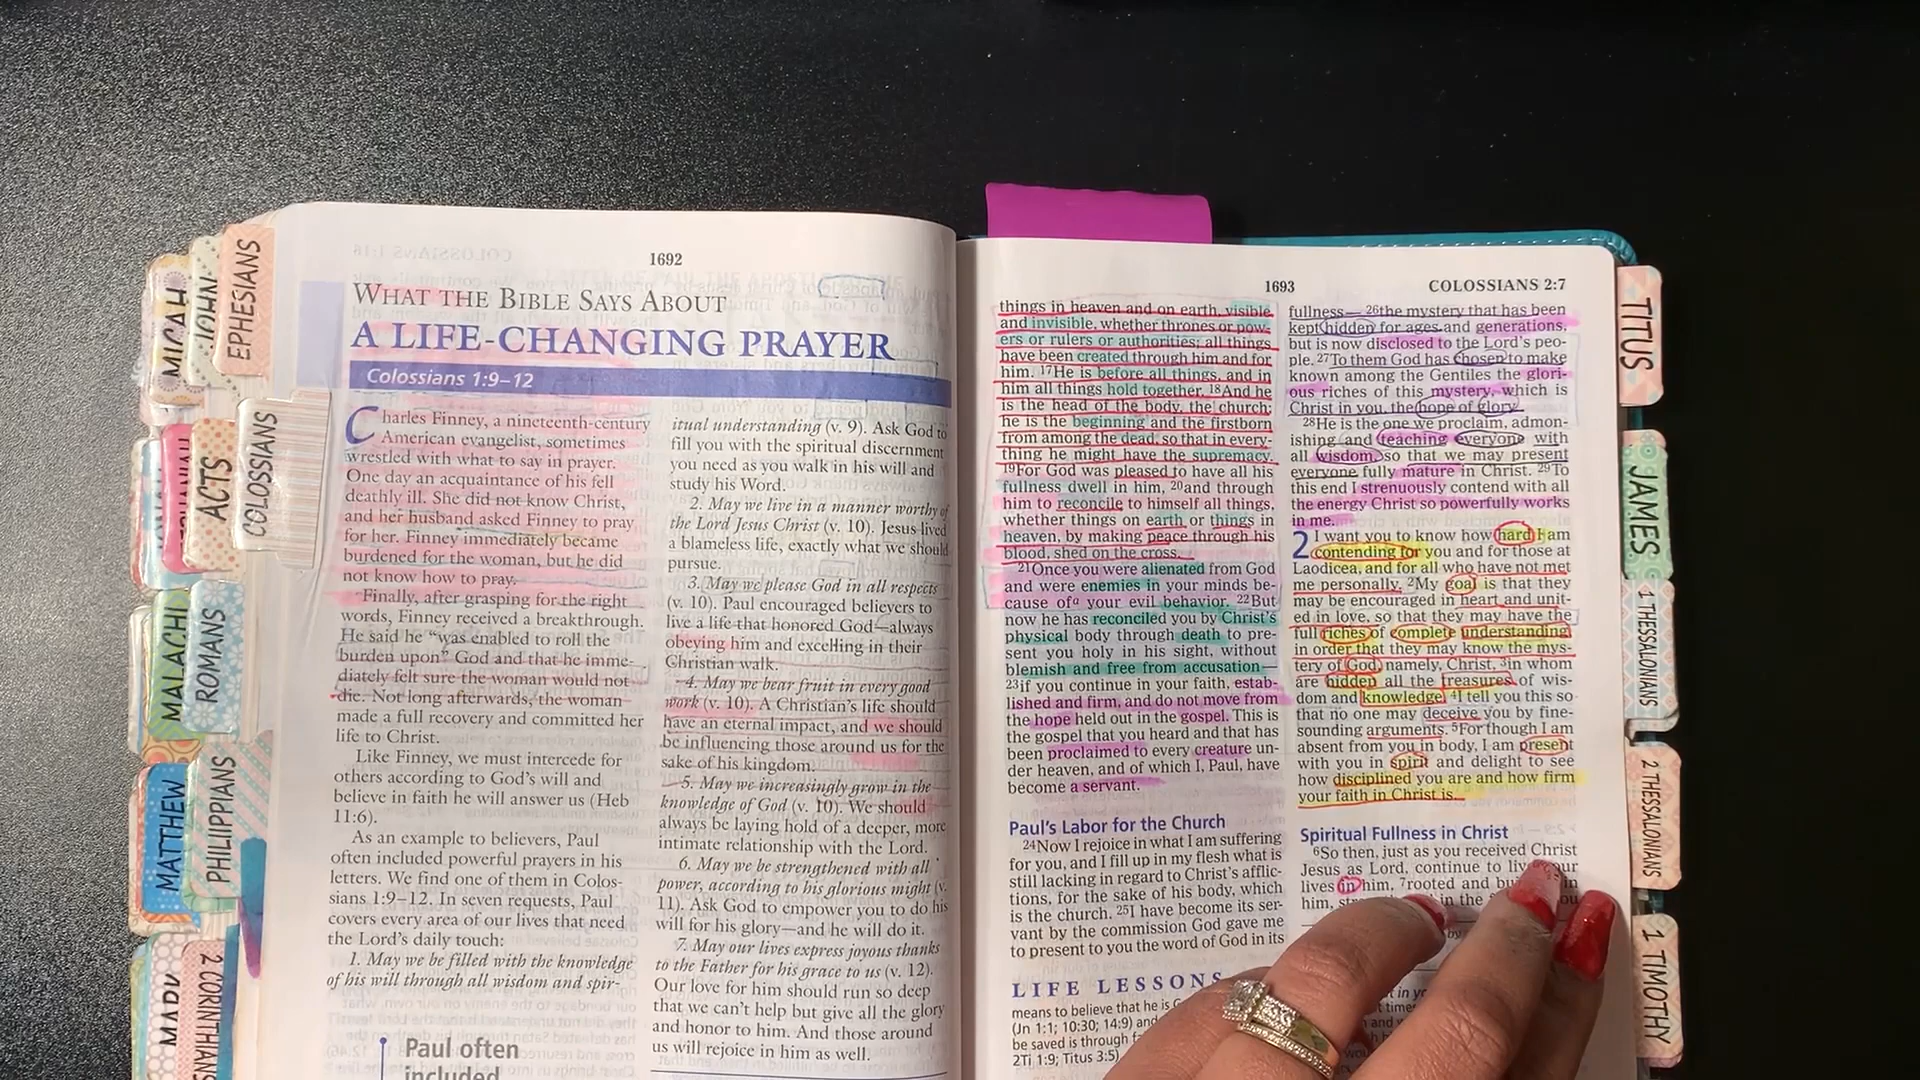 1692
WHAT THE BIBLE SAYS ABOUT
A LIFE-CHANGING PRAYER
Colossians 1:9–12
Charles Finney, a nineteenth-century
American evangelist, sometimes
wrestled with what to say in prayer.
One day an acquaintance of his fell
deathly ill. She did not know Christ,
and her husband asked Finney to pray
for her. Finney immediately became
burdened for the woman, but he did
not know how to pray.
Finally, after grasping for the right
words, Finney received a breakthrough.
He said he “was enabled to roll the
burden upon” God and that he imme-
diately felt sure the woman would not
die. Not long afterwards, the woman
made a full recovery and committed her
life to Christ.
Like Finney, we must intercede for
others according to God’s will and
believe in faith he will answer us (Heb
11:6).
As an example to believers, Paul
often included powerful prayers in his
letters. We find one of them in Colos-
sians 1:9–12. In seven requests, Paul
covers every area of our lives that need
the Lord’s daily touch:
1. May we be filled with the knowledge
of his will through all wisdom and spir-
Paul often
included
itual understanding (v. 9). Ask God to
fill you with the spiritual discernment
you need as you walk in his will and
study his Word.
2. May we live in a manner worthy of
the Lord Jesus Christ (v. 10). Jesus lived
a blameless life, exactly what we should
pursue.
3. May we please God in all respects
(v. 10). Paul encouraged believers to
live a life that honored God—always
obeying him and excelling in their
Christian walk.
4. May we bear fruit in every good
work (v. 10). A Christian’s life should
have an eternal impact, and we should
be influencing those around us for the
sake of his kingdom.
5. May we increasingly grow in the
knowledge of God (v. 10). We should
always be laying hold of a deeper, more
intimate relationship with the Lord.
6. May we be strengthened with all
power, according to his glorious might (v.
11). Ask God to empower you to do his
will for his glory—and he will do it.
7. May our lives express joyous thanks
to the Father for his grace to us (v. 12).
Our love for him should run so deep
that we can’t help but give all the glory
and honor to him. And those around
us will rejoice in him as well.
1693
COLOSSIANS 2:7
things in heaven and on earth, visible
and invisible, whether thrones or pow-
ers or rulers or authorities; all things
have been created through him and for
him. 17He is before all things, and in
him all things hold together. 18And he
is the head of the body, the church;
he is the beginning and the firstborn
from among the dead, so that in every-
thing he might have the supremacy.
19For God was pleased to have all his
fullness dwell in him, 20and through
him to reconcile to himself all things,
whether things on earth or things in
heaven, by making peace through his
blood, shed on the cross.
21Once you were alienated from God
and were enemies in your minds be-
cause ofa your evil behavior. 22But
now he has reconciled you by Christ’s
physical body through death to pre-
sent you holy in his sight, without
blemish and free from accusation—
23if you continue in your faith, estab-
lished and firm, and do not move from
the hope held out in the gospel. This is
the gospel that you heard and that has
been proclaimed to every creature un-
der heaven, and of which I, Paul, have
become a servant.
Paul’s Labor for the Church
24Now I rejoice in what I am suffering
for you, and I fill up in my flesh what is
still lacking in regard to Christ’s afflic-
tions, for the sake of his body, which
is the church. 25I have become its ser-
vant by the commission God gave me
to present to you the word of God in its
fullness— 26the mystery that has been
kept hidden for ages and generations,
but is now disclosed to the Lord’s peo-
ple. 27To them God has chosen to make
known among the Gentiles the glori-
ous riches of this mystery, which is
Christ in you, the hope of glory.
28He is the one we proclaim, admon-
ishing and teaching everyone with
all wisdom, so that we may present
everyone fully mature in Christ. 29To
this end I strenuously contend with all
the energy Christ so powerfully works
in me.
2 I want you to know how hard I am
contending for you and for those at
Laodicea, and for all who have not met
me personally. 2My goal is that they
may be encouraged in heart and unit-
ed in love, so that they may have the
full riches of complete understanding,
in order that they may know the mys-
tery of God, namely, Christ, 3in whom
are hidden all the treasures of wis-
dom and knowledge. 4I tell you this so
that no one may deceive you by fine-
sounding arguments. 5For though I am
absent from you in body, I am present
with you in spirit and delight to see
how disciplined you are and how firm
your faith in Christ is.
Spiritual Fullness in Christ
6So then, just as you received Christ
Jesus as Lord, continue to live your
lives in him, 7rooted and in
him, in the
LIFE LESSONS
means to believe that he is
(Jn 1:1; 10:30; 14:9) and
be saved through
2Ti 1:9; Titus 3:5)
MICAH
JOHN
EPHESIANS
ACTS
COLOSSIANS
MALACHI
ROMANS
MATTHEW
PHILIPPIANS
MARK
2 CORINTHIANS
TITUS
JAMES
1 THESSALONIANS
2 THESSALONIANS
1 TIMOTHY